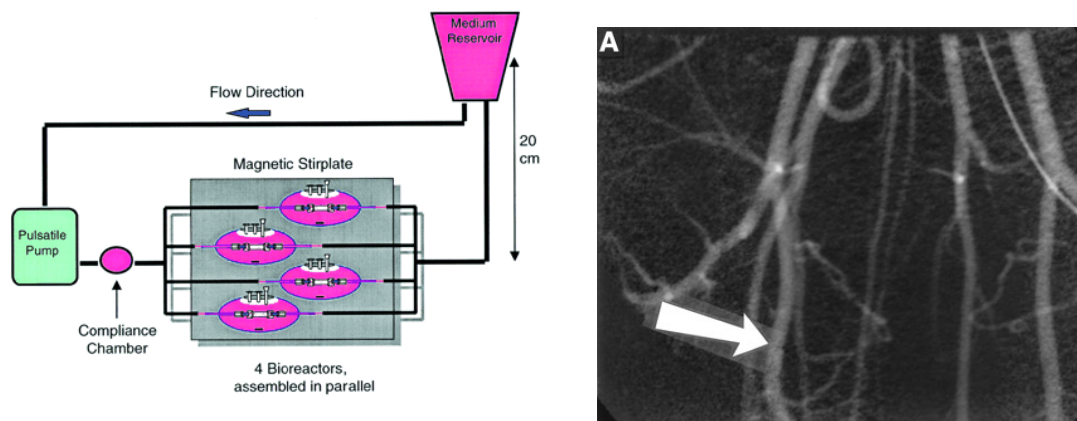 Medium
Reservoir
Flow Direction
20
cm
Magnetic Stirplate
Pulsatile
Pump
Compliance
Chamber
4 Bioreactors,
assembled in parallel
A